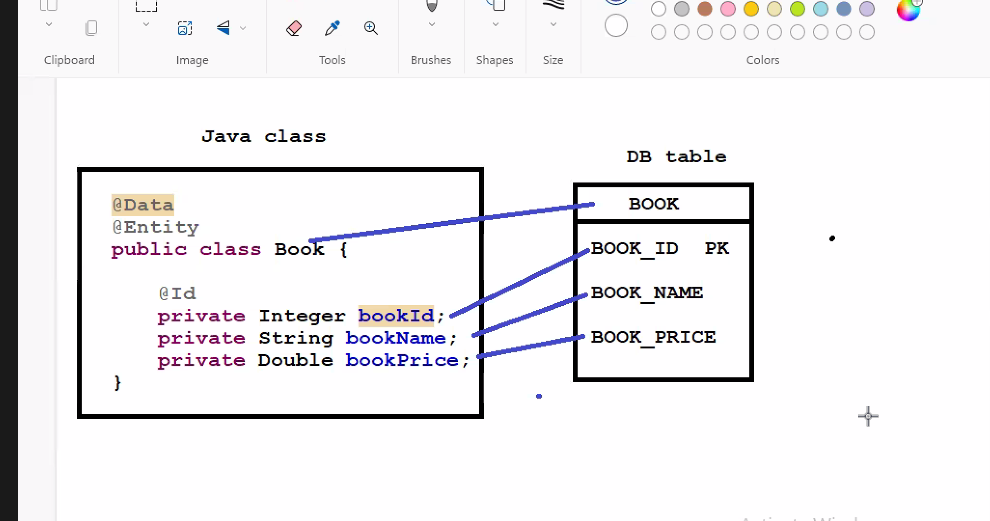 Clipboard
Image
Tools
Brushes
Shapes
Size
Colors
Java class
@Data
@Entity
public class Book {
@Id
private Integer bookId;
private String bookName;
private Double bookPrice;
}
DB table
BOOK
BOOK_ID PK
BOOK_NAME
BOOK_PRICE